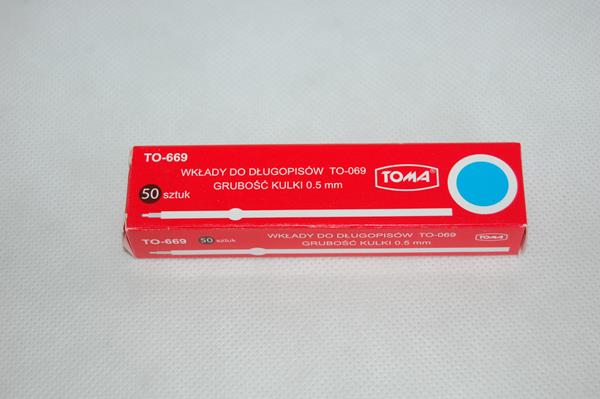 TO-669
WKŁADY DO DŁUGOPISÓW TO-069
GRUBOŚĆ KULKI 0.5 mm
50 sztuk
TOMA®
TO-669 50 sztuk WKŁADY DO DŁUGOPISÓW TO-069
GRUBOŚĆ KULKI 0.5 mm
TOMA